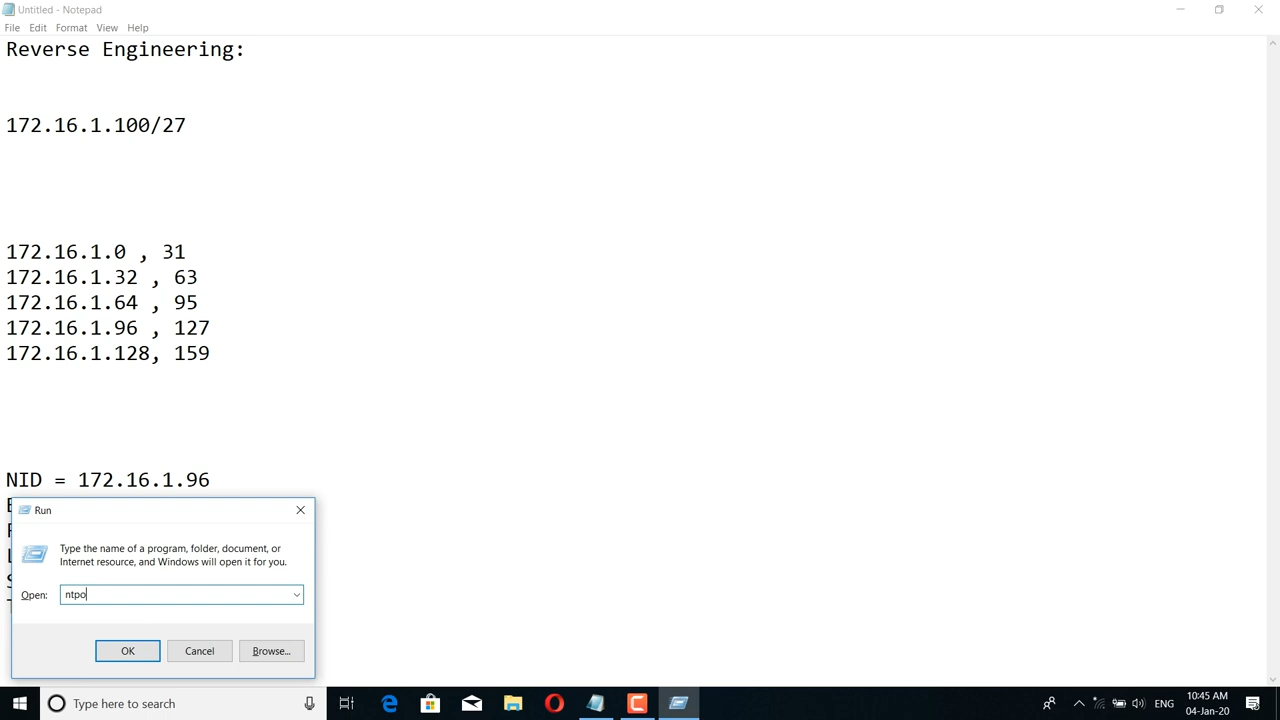 Untitled - Notepad
File Edit Format View Help
Reverse Engineering:
172.16.1.100/27
172.16.1.0 , 31
172.16.1.32 , 63
172.16.1.64 , 95
172.16.1.96 , 127
172.16.1.128, 159
NID = 172.16.1.96
Run
Type the name of a program, folder, document, or
Internet resource, and Windows will open it for you.
Open: ntpo
OK Cancel Browse...
Type here to search
ENG
10:45 AM
04-Jan-20